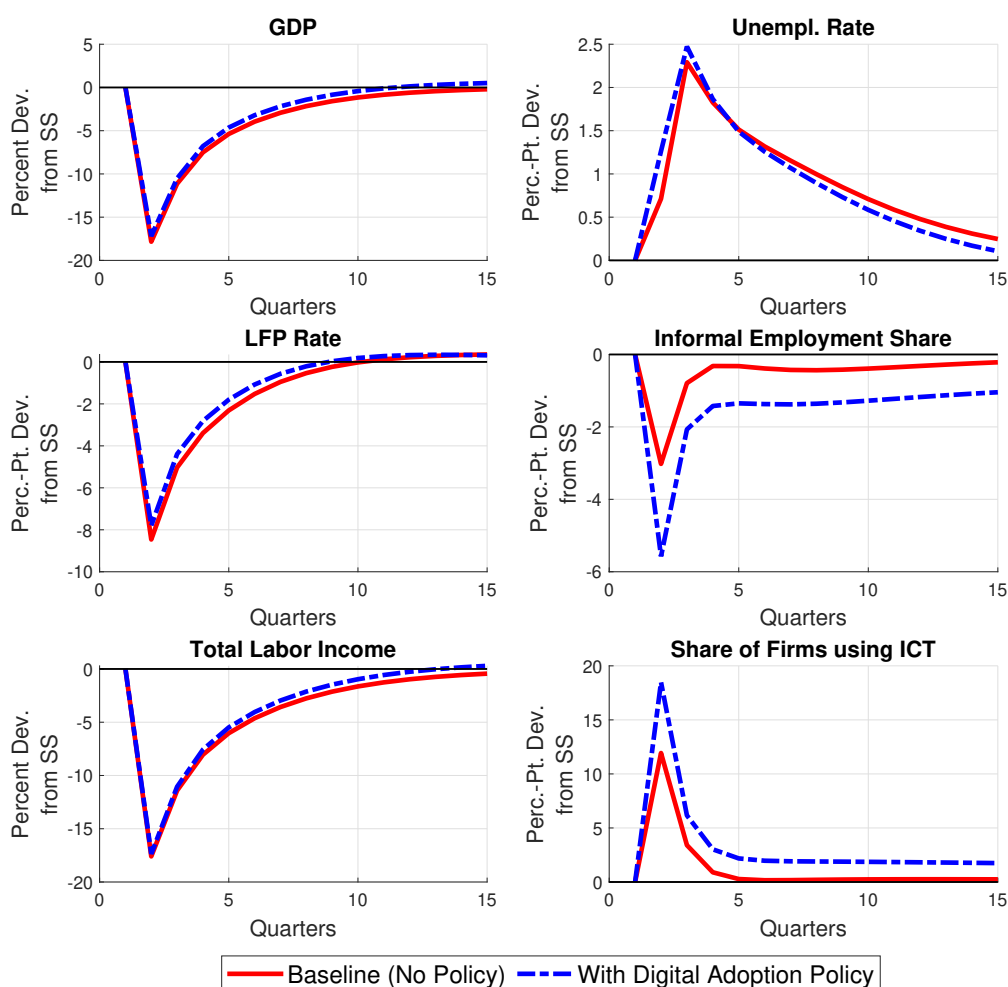 GDP
Percent Dev.
from SS
5
0
-5
-10
-15
-20
0
5
10
15
Quarters
Unempl. Rate
Perc.-Pt. Dev.
from SS
2.5
2
1.5
1
0.5
0
0
5
10
15
Quarters
LFP Rate
Perc.-Pt. Dev.
from SS
0
-2
-4
-6
-8
-10
0
5
10
15
Quarters
Informal Employment Share
Perc.-Pt. Dev.
from SS
0
-2
-4
-6
0
5
10
15
Quarters
Total Labor Income
Percent Dev.
from SS
0
-5
-10
-15
-20
0
5
10
15
Quarters
Share of Firms using ICT
Perc.-Pt. Dev.
from SS
20
15
10
5
0
0
5
10
15
Quarters
Baseline (No Policy) With Digital Adoption Policy